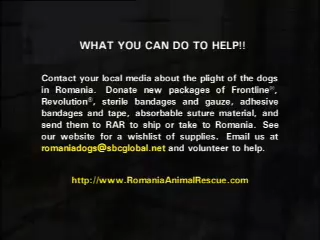 WHAT YOU CAN DO TO HELP!!
Contact your local media about the plight of the dogs
in Romania. Donate new packages of Frontline®,
Revolution®, sterile bandages and gauze, adhesive
bandages and tape, absorbable suture material, and
send them to RAR to ship or take to Romania. See
our website for a wishlist of supplies. Email us at
romaniadogs@sbcglobal.net and volunteer to help.
http://www.RomaniaAnimalRescue.com